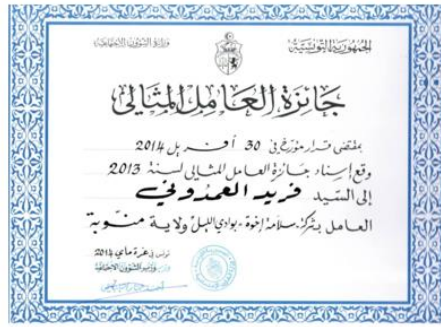 الجمهورية التونسية
وزارة الشؤون الاجتماعية
جائزة العامل المثالي
بمقتضى قرار مؤرخ في 30 أفريل 2014
وقع إسناد جائزة العامل المثالي لسنة 2013
إلى السيد فريد العمدوني
العامل بشركة سلامة إخوة - بوادي الليل ولاية منوبة
تونس في غرة ماي 2014
وزير الشؤون الاجتماعية